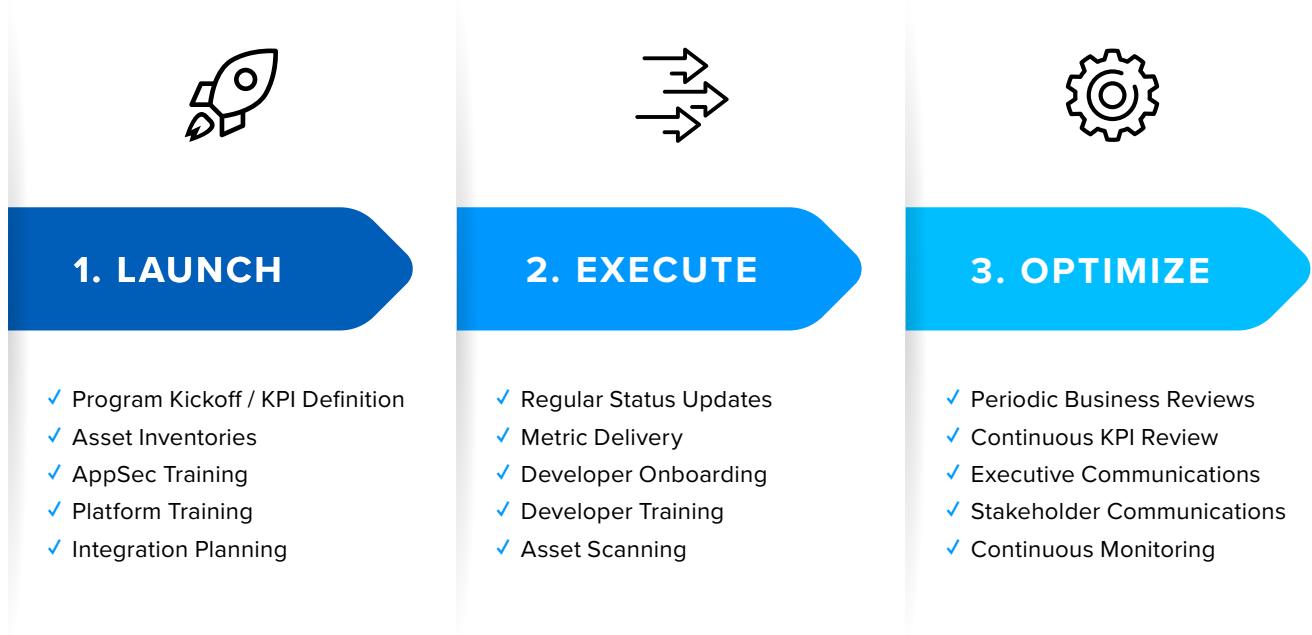 1. LAUNCH
Program Kickoff / KPI Definition
Asset Inventories
AppSec Training
Platform Training
Integration Planning
2. EXECUTE
Regular Status Updates
Metric Delivery
Developer Onboarding
Developer Training
Asset Scanning
3. OPTIMIZE
Periodic Business Reviews
Continuous KPI Review
Executive Communications
Stakeholder Communications
Continuous Monitoring